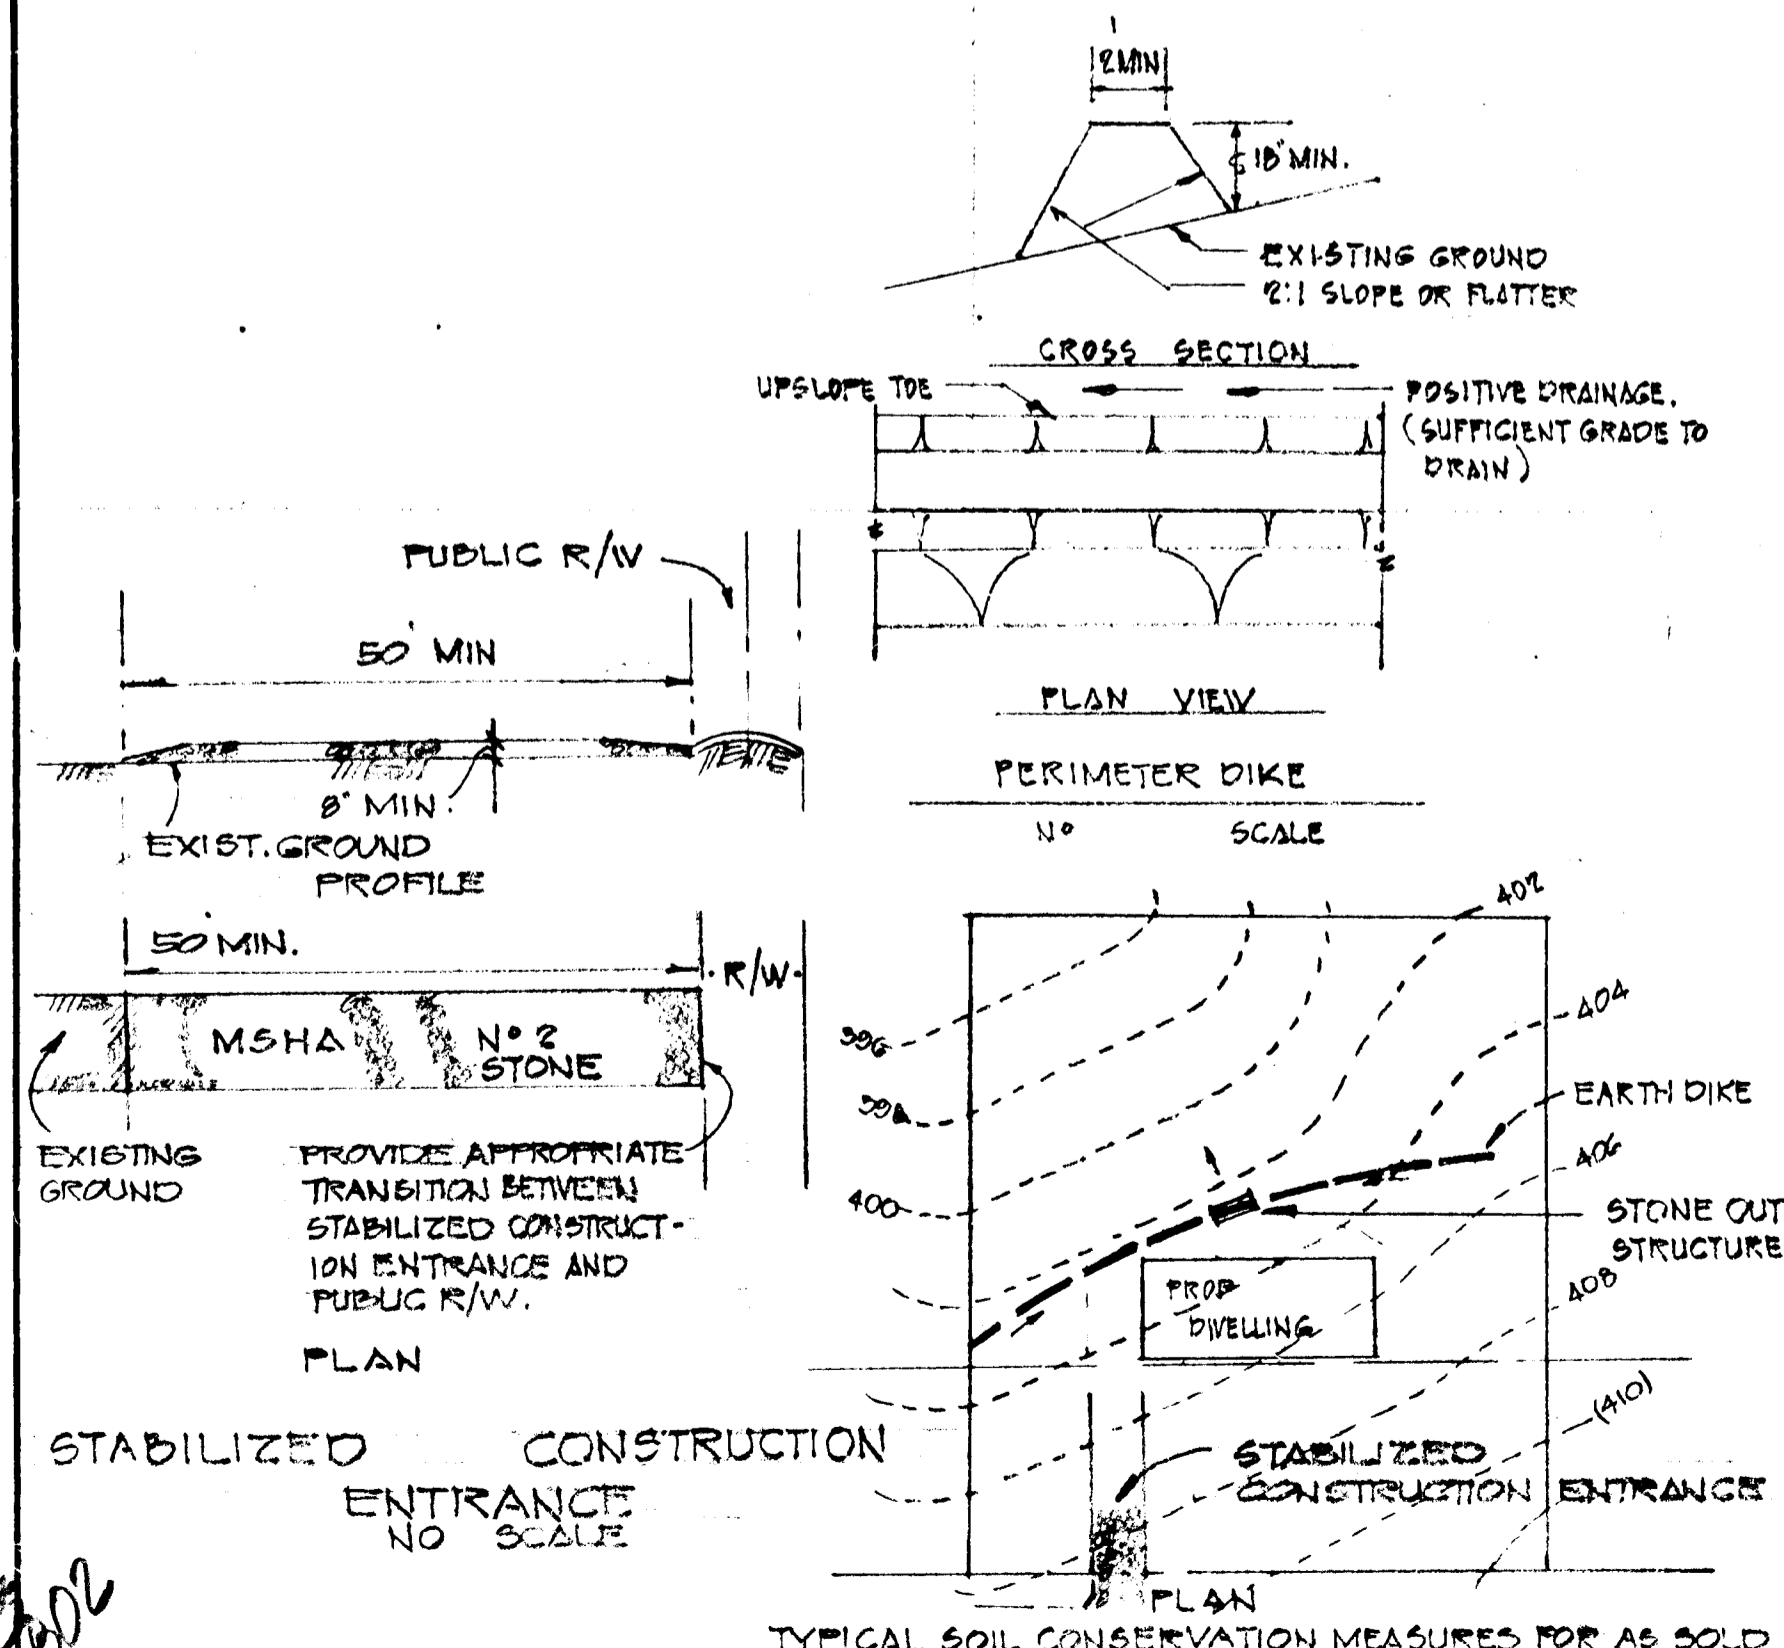 2' MIN
18" MIN.
EXISTING GROUND
2:1 SLOPE OR FLATTER
CROSS SECTION
UPSLOPE TOE
POSITIVE DRAINAGE.
(SUFFICIENT GRADE TO
DRAIN)
PLAN VIEW
PERIMETER DIKE
Nº SCALE
PUBLIC R/W
50' MIN
8" MIN.
EXIST. GROUND
PROFILE
50' MIN.
R/W
MSHA Nº 2
STONE
EXISTING
GROUND
PROVIDE APPROPRIATE
TRANSITION BETWEEN
STABILIZED CONSTRUCT-
ION ENTRANCE AND
PUBLIC R/W.
PLAN
STABILIZED CONSTRUCTION
ENTRANCE
NO SCALE
402
404
396
EARTH DIKE
406
400
STONE OUT
STRUCTURE
408
PROP
DWELLING
(410)
STABILIZED
CONSTRUCTION ENTRANCE
PLAN
TYPICAL SOIL CONSERVATION MEASURES FOR AS SOLD